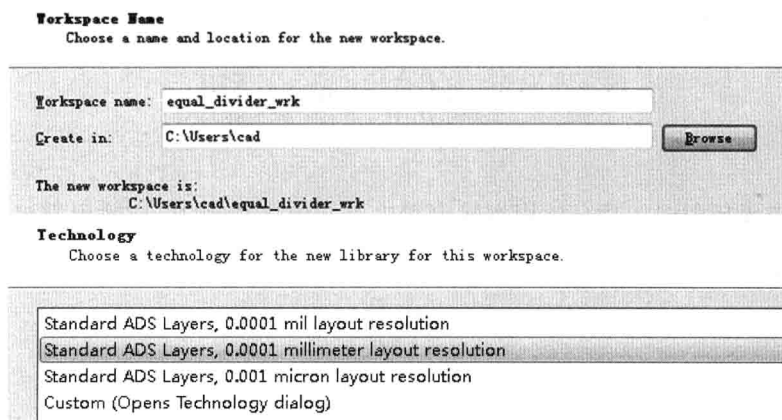 Workspace Name
Choose a name and location for the new workspace.
Workspace name: equal_divider_wrk
Create in: C:\Users\cad Browse
The new workspace is:
C:\Users\cad\equal_divider_wrk
Technology
Choose a technology for the new library for this workspace.
Standard ADS Layers, 0.0001 mil layout resolution
Standard ADS Layers, 0.0001 millimeter layout resolution
Standard ADS Layers, 0.001 micron layout resolution
Custom (Opens Technology dialog)